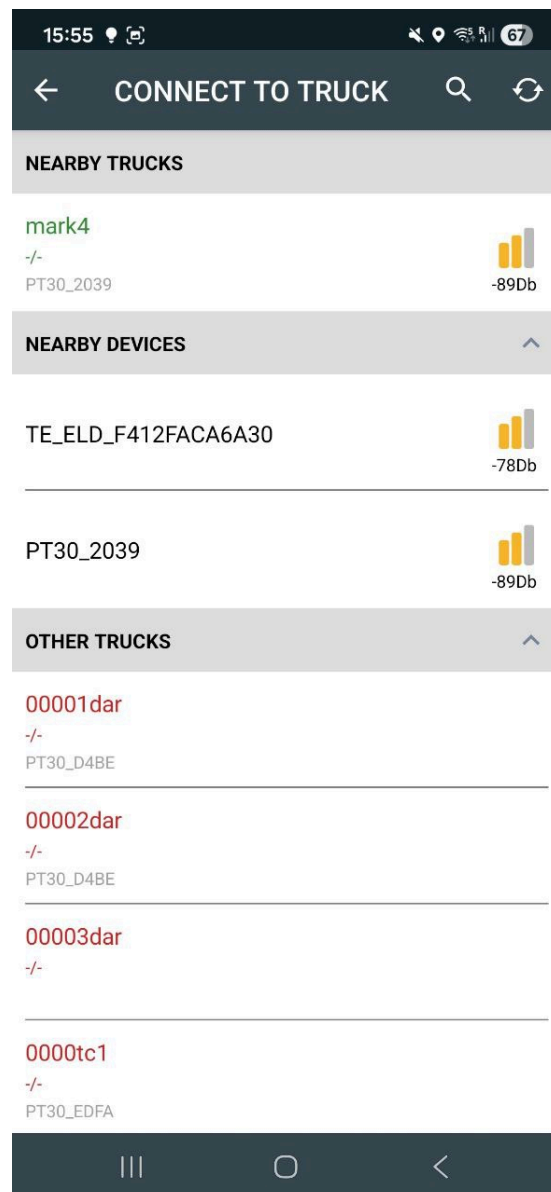 15:55
67
CONNECT TO TRUCK
NEARBY TRUCKS
mark4
-/-
PT30_2039
-89Db
NEARBY DEVICES
TE_ELD_F412FACA6A30
-78Db
PT30_2039
-89Db
OTHER TRUCKS
00001dar
-/-
PT30_D4BE
00002dar
-/-
PT30_D4BE
00003dar
-/-
0000tc1
-/-
PT30_EDFA